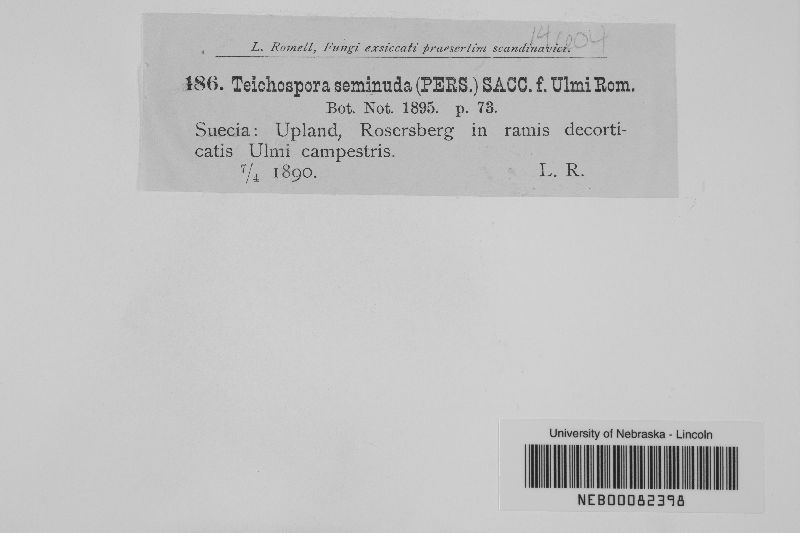 L. Romell, Fungi exsiccati praesertim scandinavici.
186. Teichospora seminuda (PERS.) SACC. f. Ulmi Rom.
Bot. Not. 1895. p. 73.
Suecia: Upland, Rosersberg in ramis decorti-
catis Ulmi campestris.
7/4 1890. L. R.
University of Nebraska - Lincoln
NEB00082398